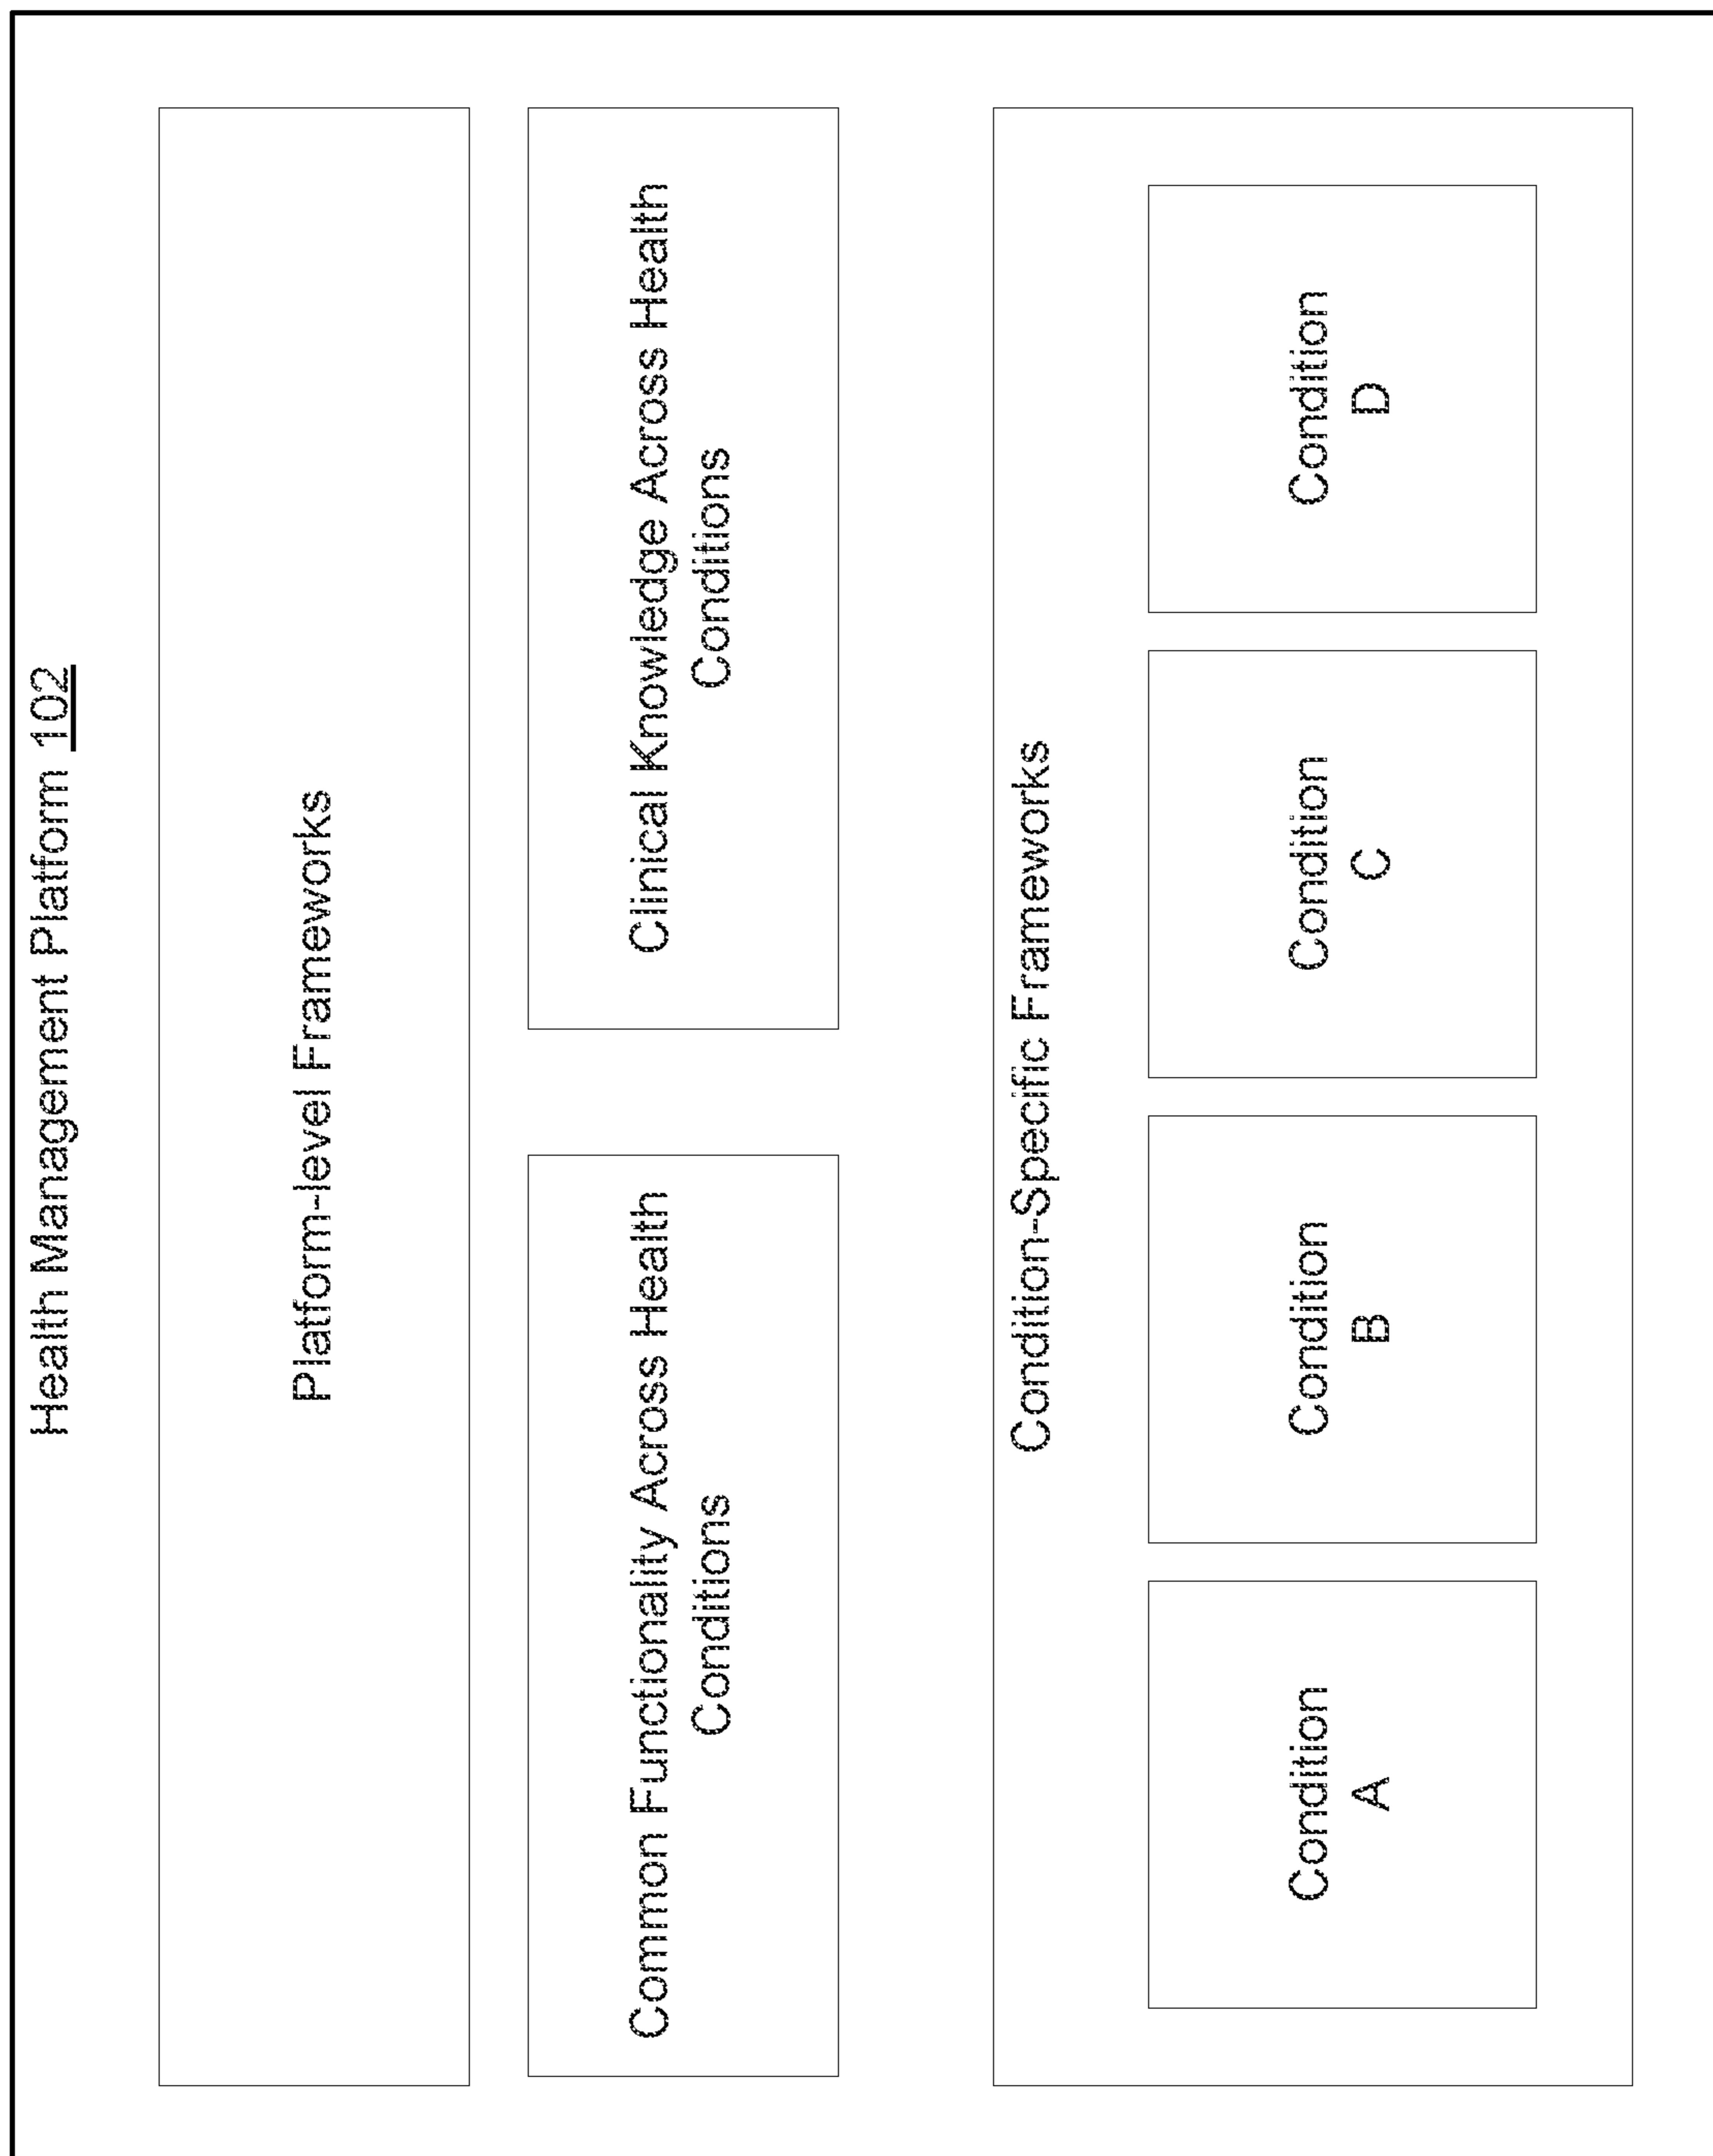 Health Management Platform 102
Platform-level Frameworks
Common Functionality Across Health
Conditions
Clinical Knowledge Across Health
Conditions
Condition-Specific Frameworks
Condition
A
Condition
B
Condition
C
Condition
D